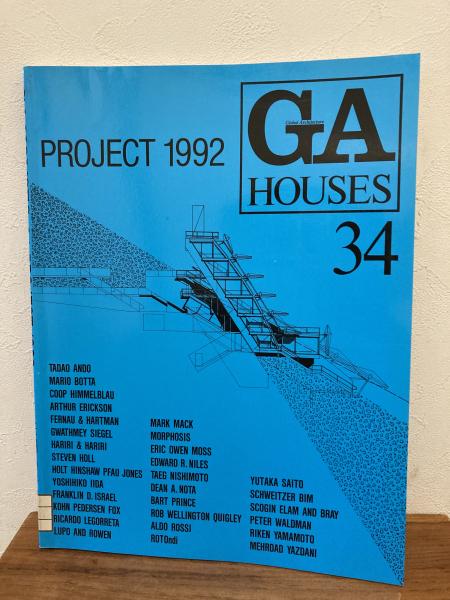 PROJECT 1992
GA
Global Architecture
HOUSES
34
TADAO ANDO
MARIO BOTTA
COOP HIMMELBLAU
ARTHUR ERICKSON
FERNAU & HARTMAN
GWATHMEY SIEGEL
HARIRI & HARIRI
STEVEN HOLL
HOLT HINSHAW PFAU JONES
YOSHIHIKO IIDA
FRANKLIN D. ISRAEL
KOHN PEDERSEN FOX
RICARDO LEGORRETA
LUPO AND ROWEN
MARK MACK
MORPHOSIS
ERIC OWEN MOSS
EDWARD R. NILES
TAEG NISHIMOTO
DEAN A. NOTA
BART PRINCE
ROB WELLINGTON QUIGLEY
ALDO ROSSI
ROTOndi
YUTAKA SAITO
SCHWEITZER BIM
SCOGIN ELAM AND BRAY
PETER WALDMAN
RIKEN YAMAMOTO
MEHRDAD YAZDANI